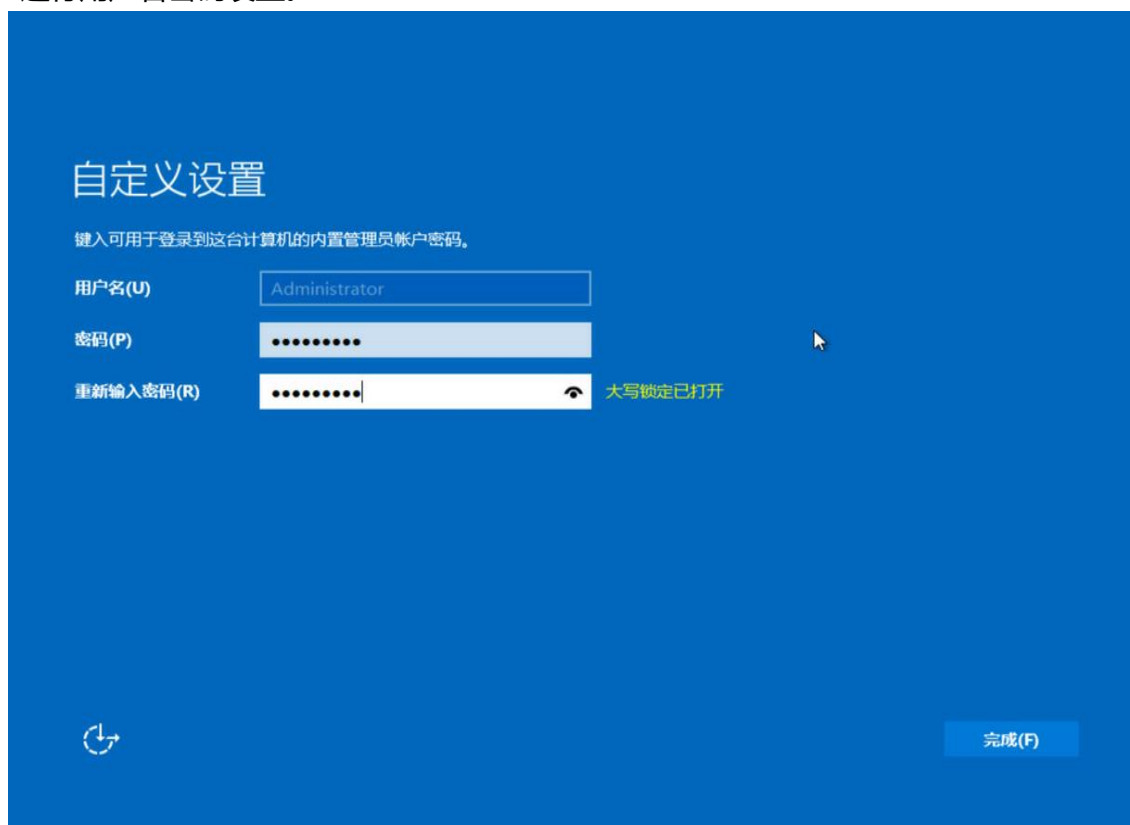 自定义设置
键入可用于登录到这台计算机的内置管理员帐户密码。
用户名(U) Administrator
密码(P) •••••••••
重新输入密码(R) ••••••••• 大写锁定已打开
完成(F)